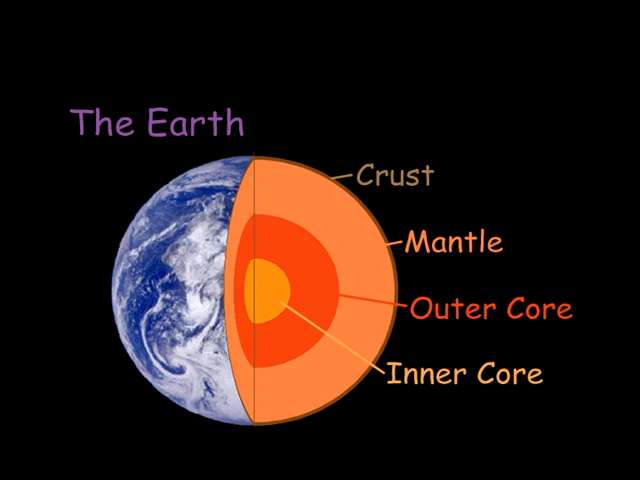 The Earth
Crust
Mantle
Outer Core
Inner Core